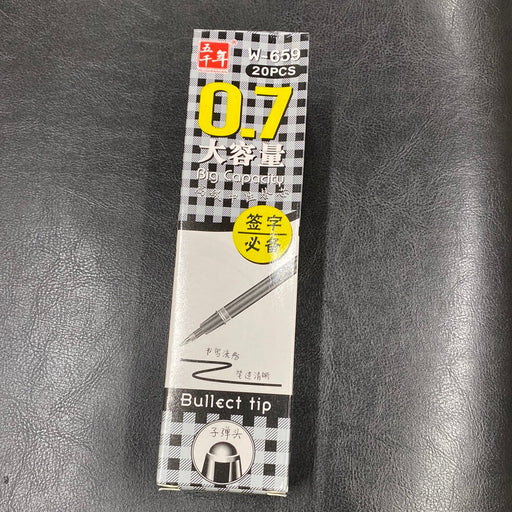 五千年
W-659
20PCS
0.7
大容量
Big Capacity
签字
必备
书写流畅
笔迹清晰
Bullect tip
子弹头